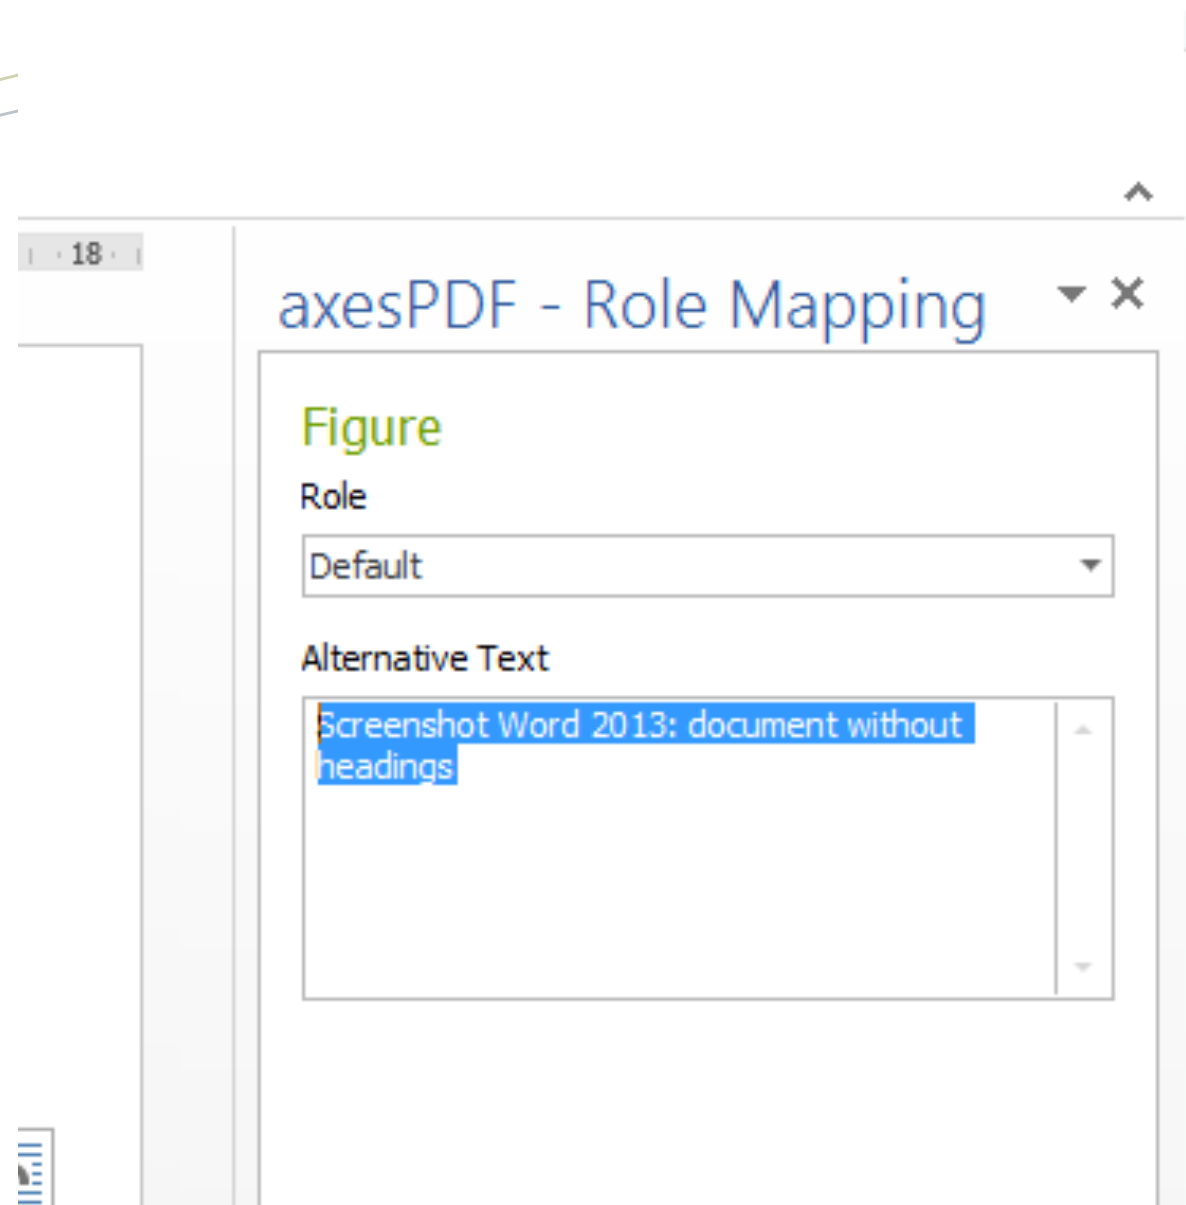 18
axesPDF - Role Mapping
Figure
Role
Default
Alternative Text
Screenshot Word 2013: document without
headings